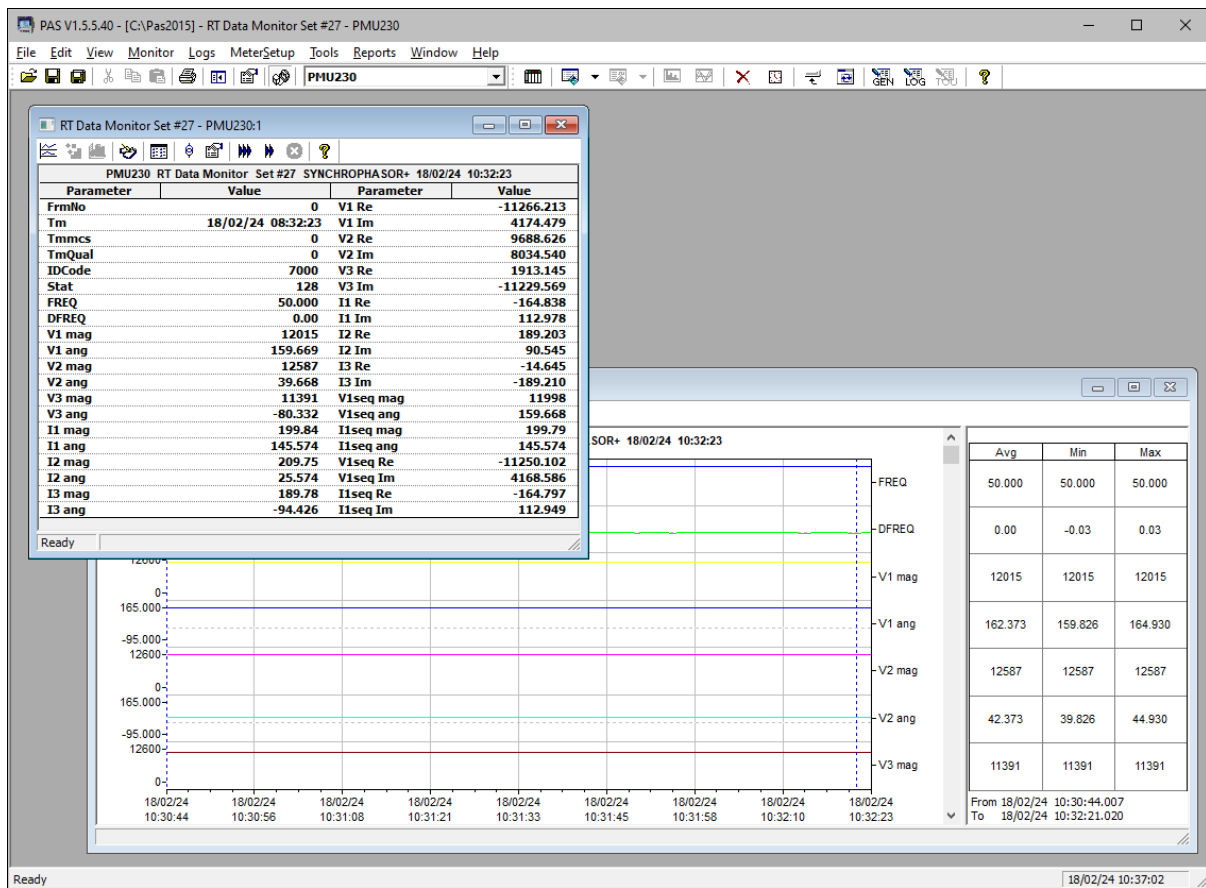 PAS V1.5.5.40 - [C:\Pas2015] - RT Data Monitor Set #27 - PMU230
File Edit View Monitor Logs MeterSetup Tools Reports Window Help
PMU230
GEN LOG TOU
RT Data Monitor Set #27 - PMU230:1
PMU230 RT Data Monitor Set #27 SYNCHROPHASOR+ 18/02/24 10:32:23
Parameter Value Parameter Value
FrmNo 0 V1 Re -11266.213
Tm 18/02/24 08:32:23 V1 Im 4174.479
Tmmcs 0 V2 Re 9688.626
TmQual 0 V2 Im 8034.540
IDCode 7000 V3 Re 1913.145
Stat 128 V3 Im -11229.569
FREQ 50.000 I1 Re -164.838
DFREQ 0.00 I1 Im 112.978
V1 mag 12015 I2 Re 189.203
V1 ang 159.669 I2 Im 90.545
V2 mag 12587 I3 Re -14.645
V2 ang 39.668 I3 Im -189.210
V3 mag 11391 V1seq mag 11998
V3 ang -80.332 V1seq ang 159.668
I1 mag 199.84 I1seq mag 199.79
I1 ang 145.574 I1seq ang 145.574
I2 mag 209.75 V1seq Re -11250.102
I2 ang 25.574 V1seq Im 4168.586
I3 mag 189.78 I1seq Re -164.797
I3 ang -94.426 I1seq Im 112.949
Ready
SOR+ 18/02/24 10:32:23
Avg Min Max
FREQ 50.000 50.000 50.000
DFREQ 0.00 -0.03 0.03
12600
V1 mag 12015 12015 12015
0
165.000
V1 ang 162.373 159.826 164.930
-95.000
12600
V2 mag 12587 12587 12587
0
165.000
V2 ang 42.373 39.826 44.930
-95.000
12600
V3 mag 11391 11391 11391
0
18/02/24 18/02/24 18/02/24 18/02/24 18/02/24 18/02/24 18/02/24 18/02/24 18/02/24
10:30:44 10:30:56 10:31:08 10:31:21 10:31:33 10:31:45 10:31:58 10:32:10 10:32:23
From 18/02/24 10:30:44.007
To 18/02/24 10:32:21.020
Ready
18/02/24 10:37:02